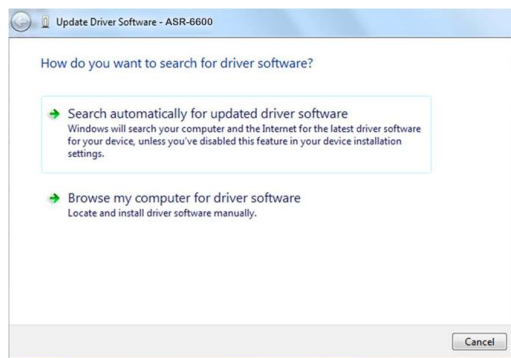 Update Driver Software - ASR-6600
How do you want to search for driver software?
Search automatically for updated driver software
Windows will search your computer and the Internet for the latest driver software
for your device, unless you've disabled this feature in your device installation
settings.
Browse my computer for driver software
Locate and install driver software manually.
Cancel